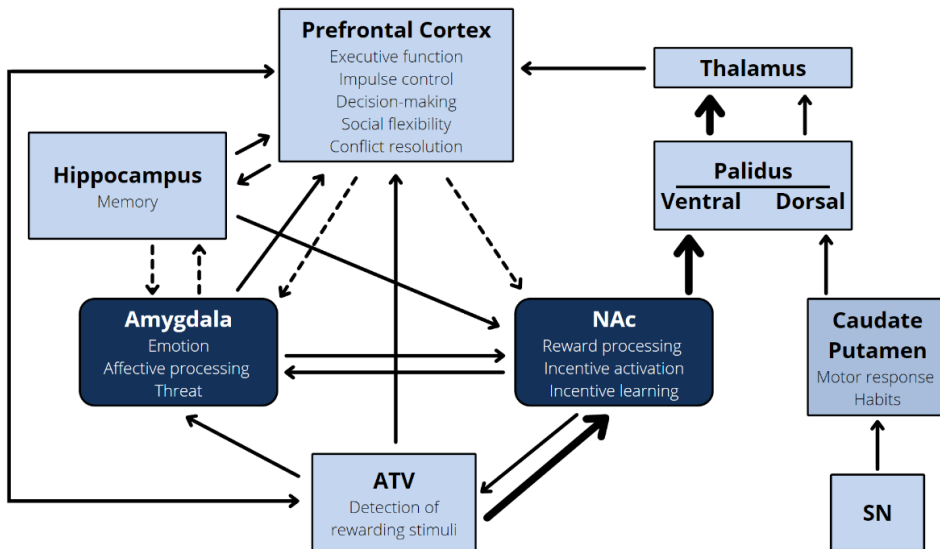 Prefrontal Cortex
Executive function
Impulse control
Decision-making
Social flexibility
Conflict resolution
Thalamus
Hippocampus
Memory
Palidus
Ventral Dorsal
Amygdala
Emotion
Affective processing
Threat
NAc
Reward processing
Incentive activation
Incentive learning
Caudate
Putamen
Motor response
Habits
ATV
Detection of
rewarding stimuli
SN